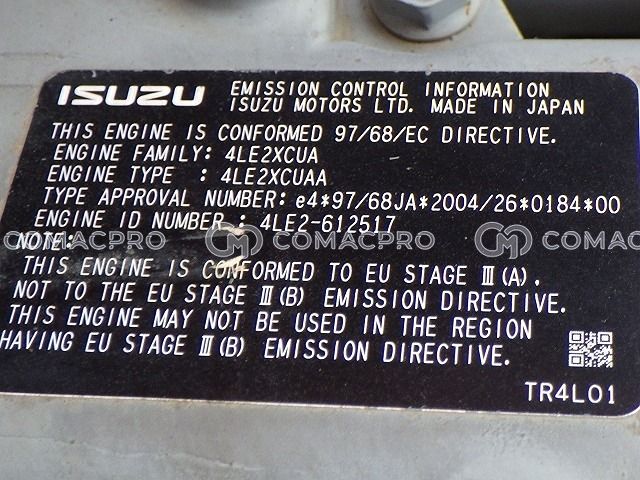 ISUZU EMISSION CONTROL INFORMATION
ISUZU MOTORS LTD. MADE IN JAPAN
THIS ENGINE IS CONFORMED 97/68/EC DIRECTIVE.
ENGINE FAMILY: 4LE2XCUA
ENGINE TYPE : 4LE2XCUAA
TYPE APPROVAL NUMBER: e4*97/68JA*2004/26*0184*00
ENGINE ID NUMBER : 4LE2-612517
NOTE:
COMACPRO COMACPRO COMACPRO
THIS ENGINE IS CONFORMED TO EU STAGE Ⅲ(A),
NOT TO THE EU STAGE Ⅲ(B) EMISSION DIRECTIVE.
THIS ENGINE MAY NOT BE USED IN THE REGION
HAVING EU STAGE Ⅲ(B) EMISSION DIRECTIVE.
TR4L01